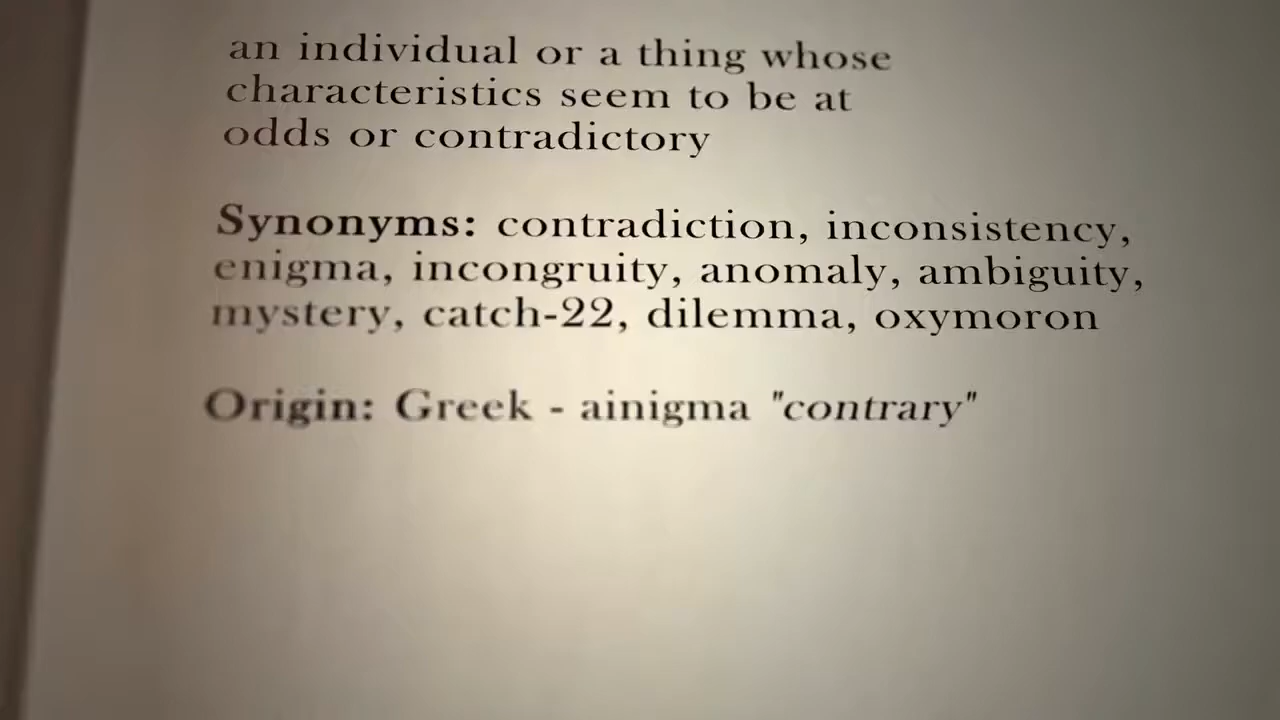 an individual or a thing whose
characteristics seem to be at
odds or contradictory
Synonyms: contradiction, inconsistency,
enigma, incongruity, anomaly, ambiguity,
mystery, catch-22, dilemma, oxymoron
Origin: Greek - ainigma "contrary"